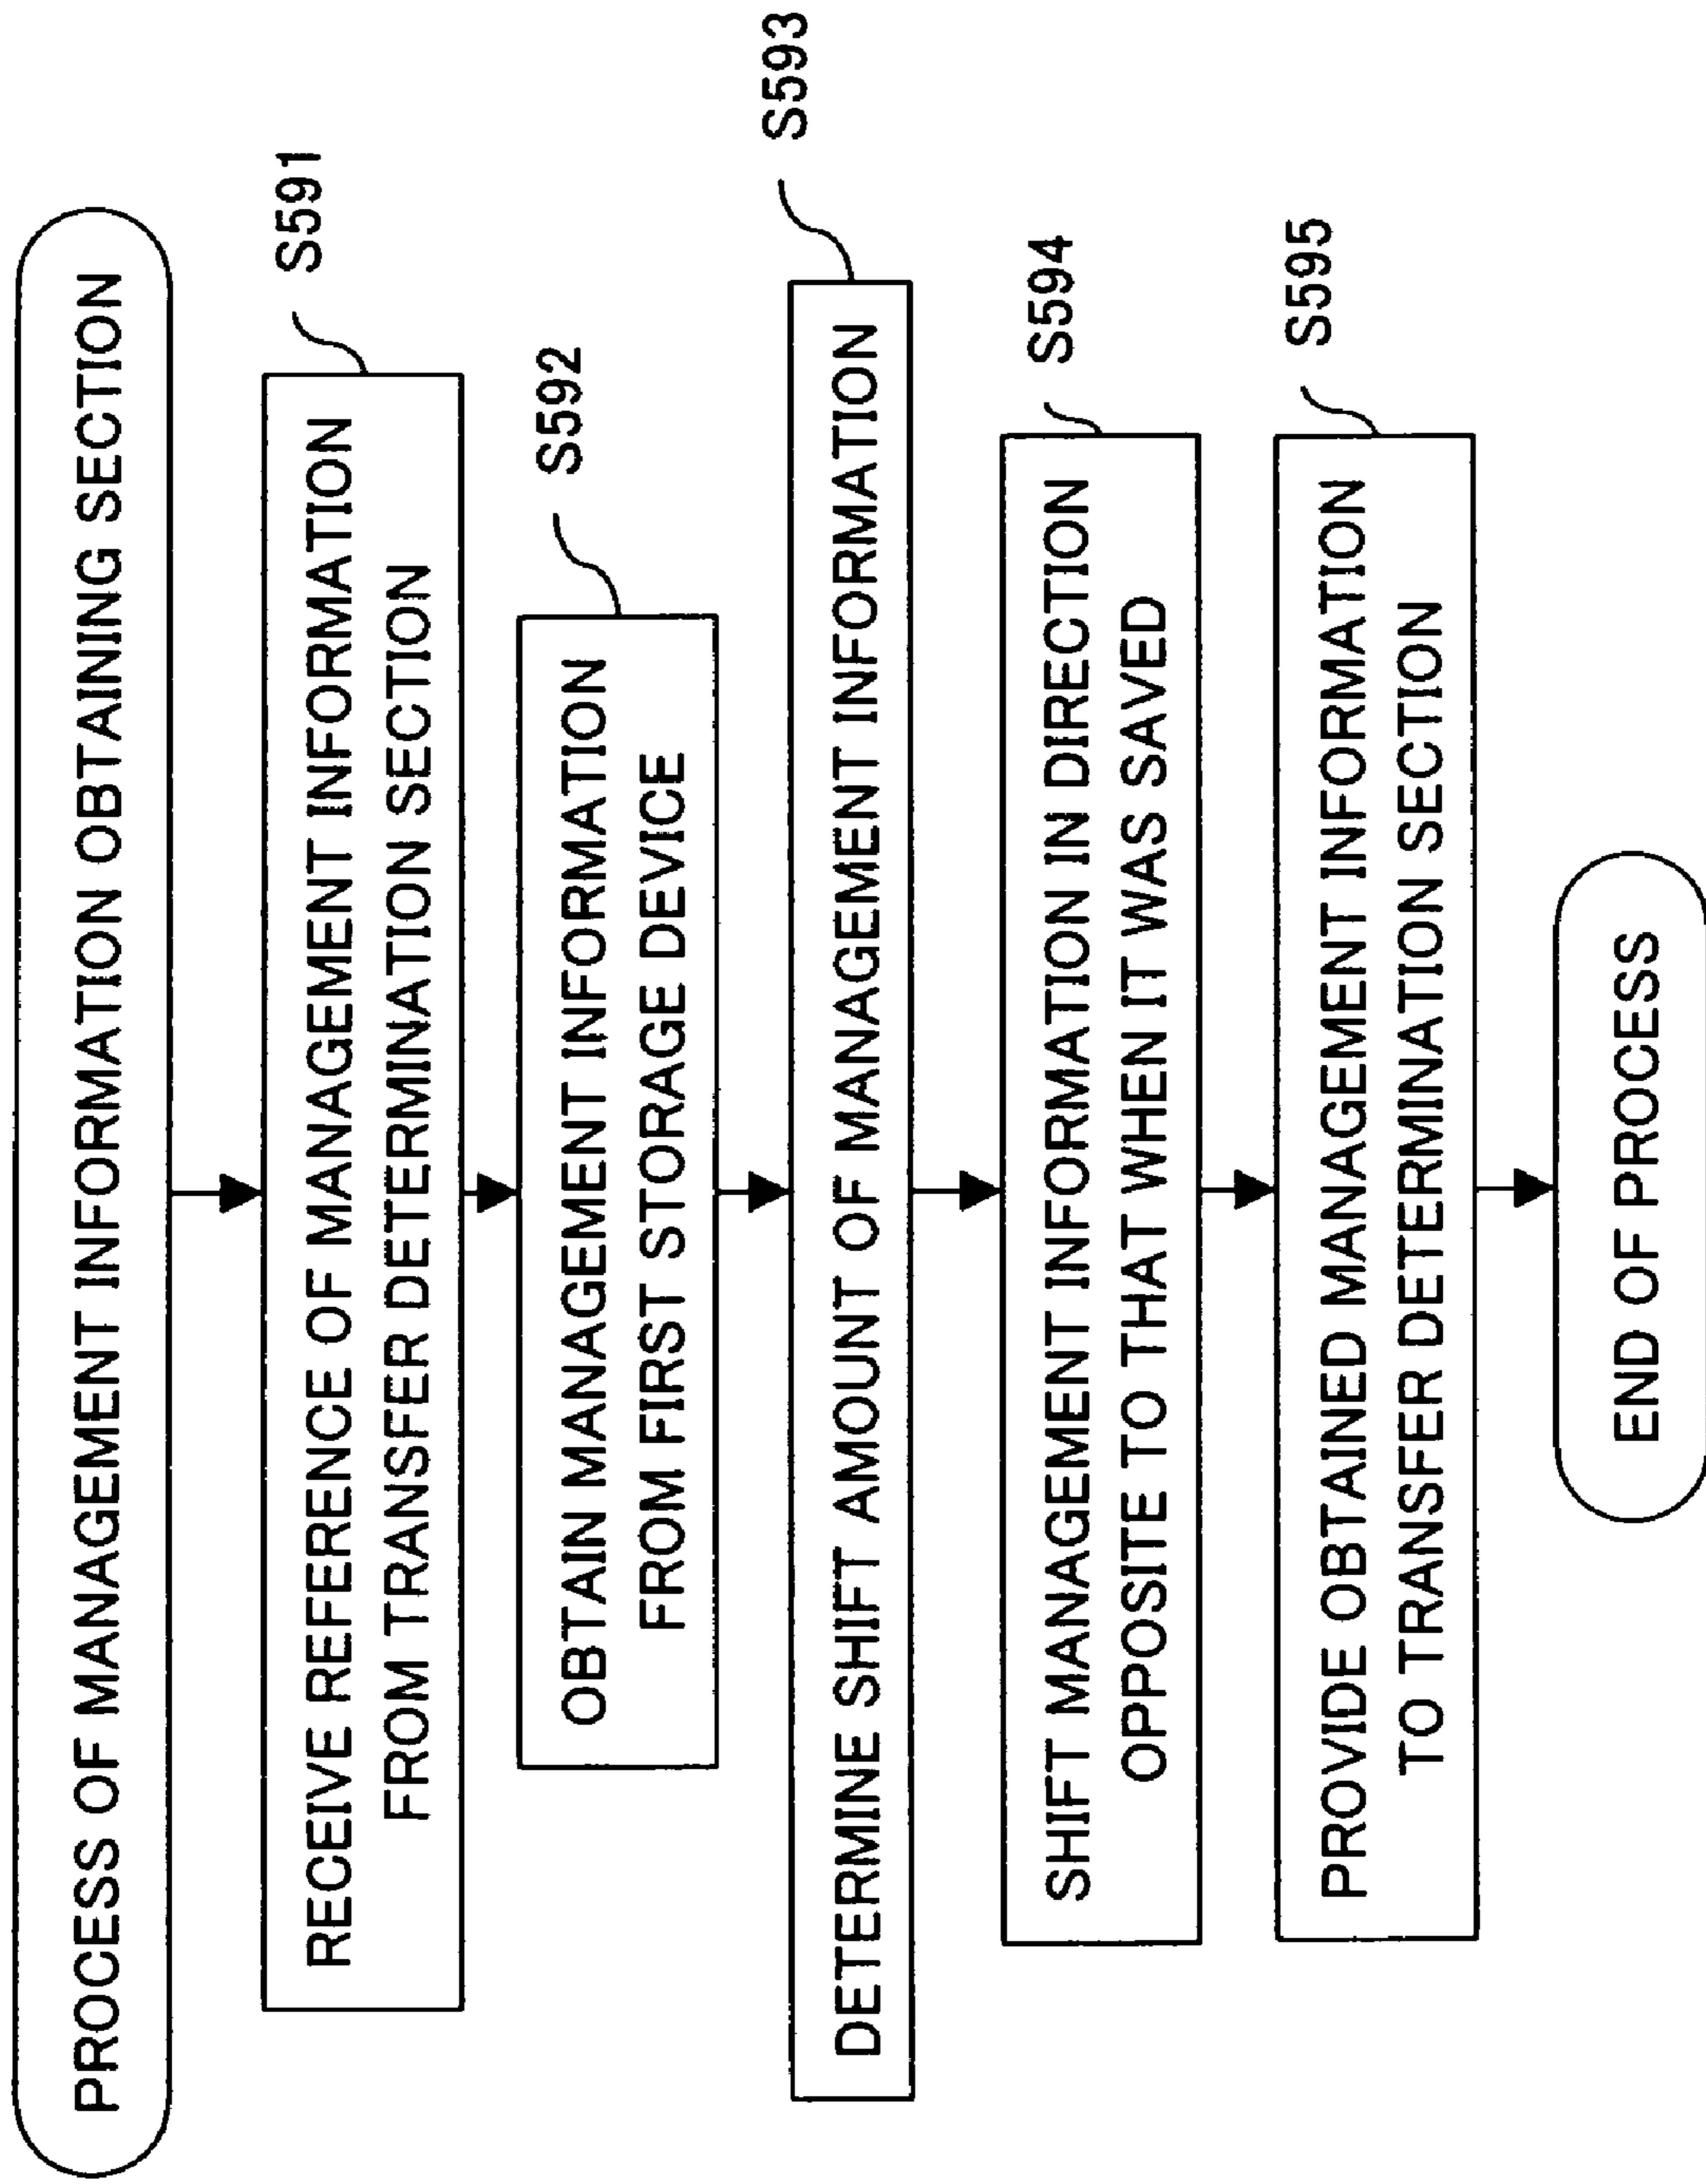 PROCESS OF MANAGEMENT INFORMATION OBTAINING SECTION
S591
RECEIVE REFERENCE OF MANAGEMENT INFORMATION
FROM TRANSFER DETERMINATION SECTION
S592
OBTAIN MANAGEMENT INFORMATION
FROM FIRST STORAGE DEVICE
S593
DETERMINE SHIFT AMOUNT OF MANAGEMENT INFORMATION
S594
SHIFT MANAGEMENT INFORMATION IN DIRECTION
OPPOSITE TO THAT WHEN IT WAS SAVED
S595
PROVIDE OBTAINED MANAGEMENT INFORMATION
TO TRANSFER DETERMINATION SECTION
END OF PROCESS